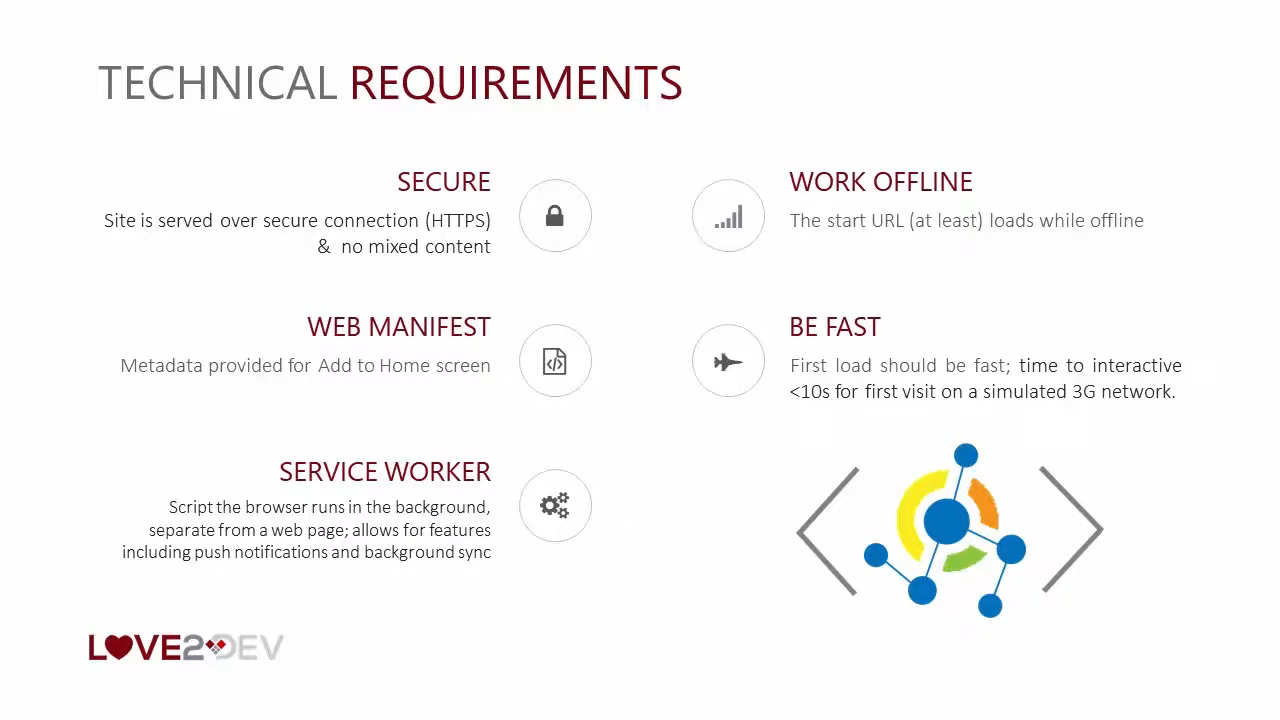 TECHNICAL REQUIREMENTS
SECURE
Site is served over secure connection (HTTPS)
& no mixed content
WEB MANIFEST
Metadata provided for Add to Home screen
SERVICE WORKER
Script the browser runs in the background,
separate from a web page; allows for features
including push notifications and background sync
WORK OFFLINE
The start URL (at least) loads while offline
BE FAST
First load should be fast; time to interactive
<10s for first visit on a simulated 3G network.
LOVE2DEV